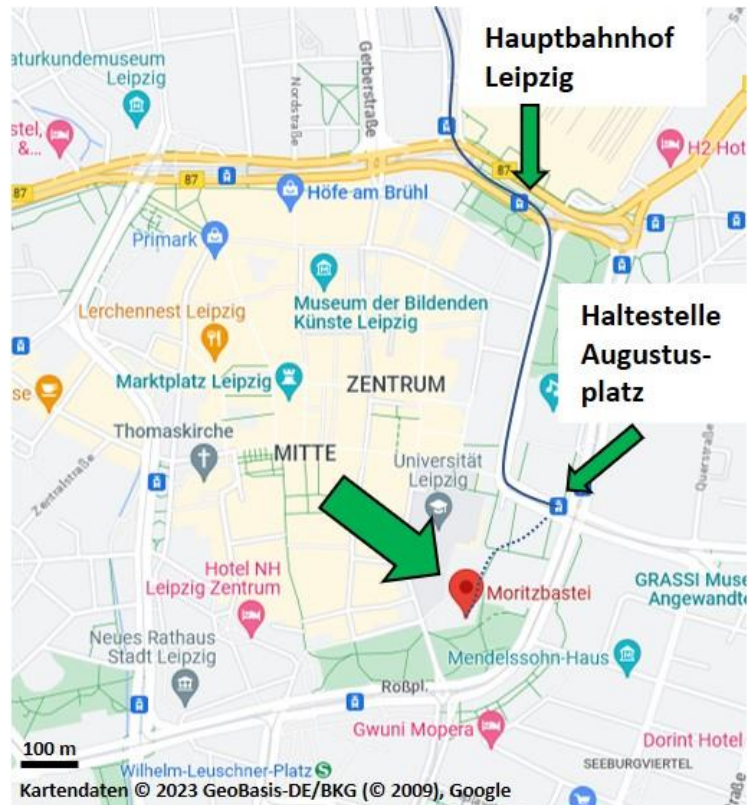 Hauptbahnhof
Leipzig
Gerberstraße
Nordstraße
aturkundemuseum
Leipzig
stel,
&...
H2 Hot
87
87
87
87
Höfe am Brühl
Primark
Museum der Bildenden
Künste Leipzig
Lerchennest Leipzig
Haltestelle
Augustus-
platz
Marktplatz Leipzig
ZENTRUM
se
Thomaskirche
MITTE
Universität
Leipzig
Zentralstraße
Querstraße
Hotel NH
Leipzig Zentrum
Moritzbastei
GRASSI Muse
Angewandte
Neues Rathaus
Stadt Leipzig
Mendelssohn-Haus
Roßpl.
Gwuni Mopera
Dorint Hotel
100 m
SEEBURGVIERTEL
Wilhelm-Leuschner-Platz S
Kartendaten © 2023 GeoBasis-DE/BKG (© 2009), Google